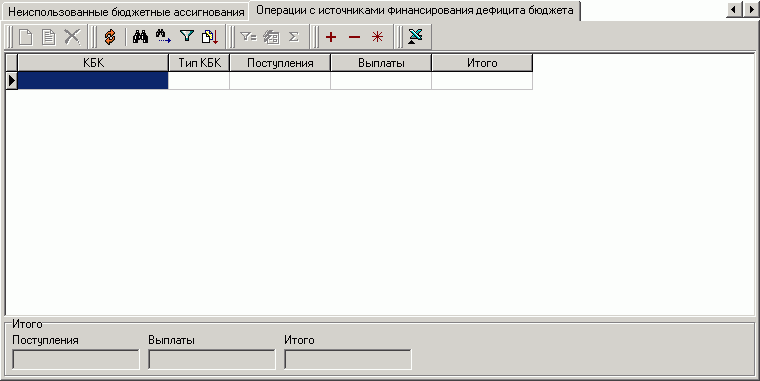 Неиспользованные бюджетные ассигнования Операции с источниками финансирования дефицита бюджета
КБК Тип КБК Поступления Выплаты Итого
Итого
Поступления Выплаты Итого